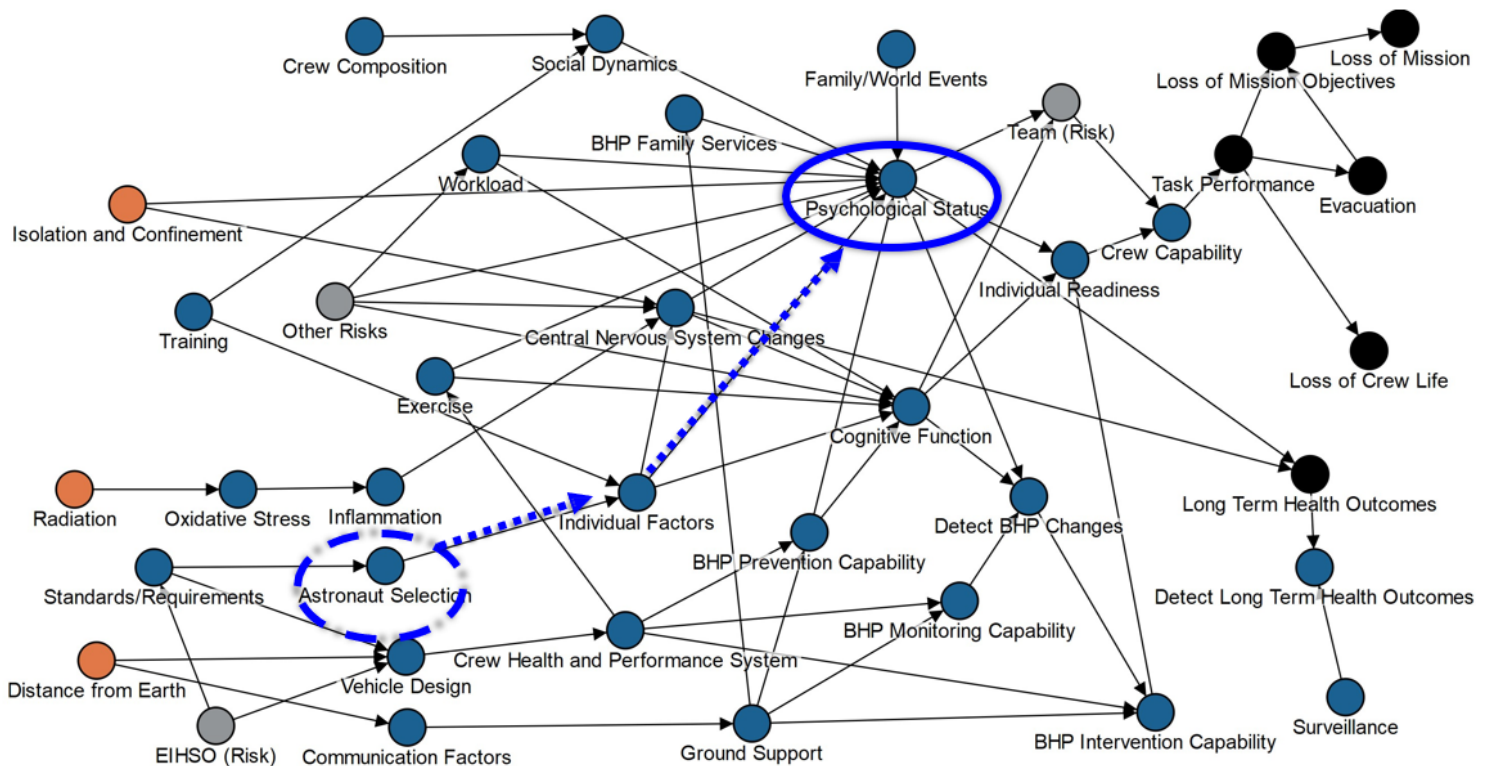 Crew Composition
Social Dynamics
Family/World Events
Loss of Mission Objectives
Loss of Mission
BHP Family Services
Team (Risk)
Workload
Task Performance
Evacuation
Isolation and Confinement
Psychological Status
Crew Capability
Individual Readiness
Training
Other Risks
Central Nervous System Changes
Loss of Crew Life
Exercise
Cognitive Function
Radiation
Oxidative Stress
Inflammation
Individual Factors
Detect BHP Changes
Long Term Health Outcomes
Standards/Requirements
Astronaut Selection
BHP Prevention Capability
Detect Long Term Health Outcomes
BHP Monitoring Capability
Distance from Earth
Vehicle Design
Crew Health and Performance System
EIHSO (Risk)
Communication Factors
Ground Support
BHP Intervention Capability
Surveillance